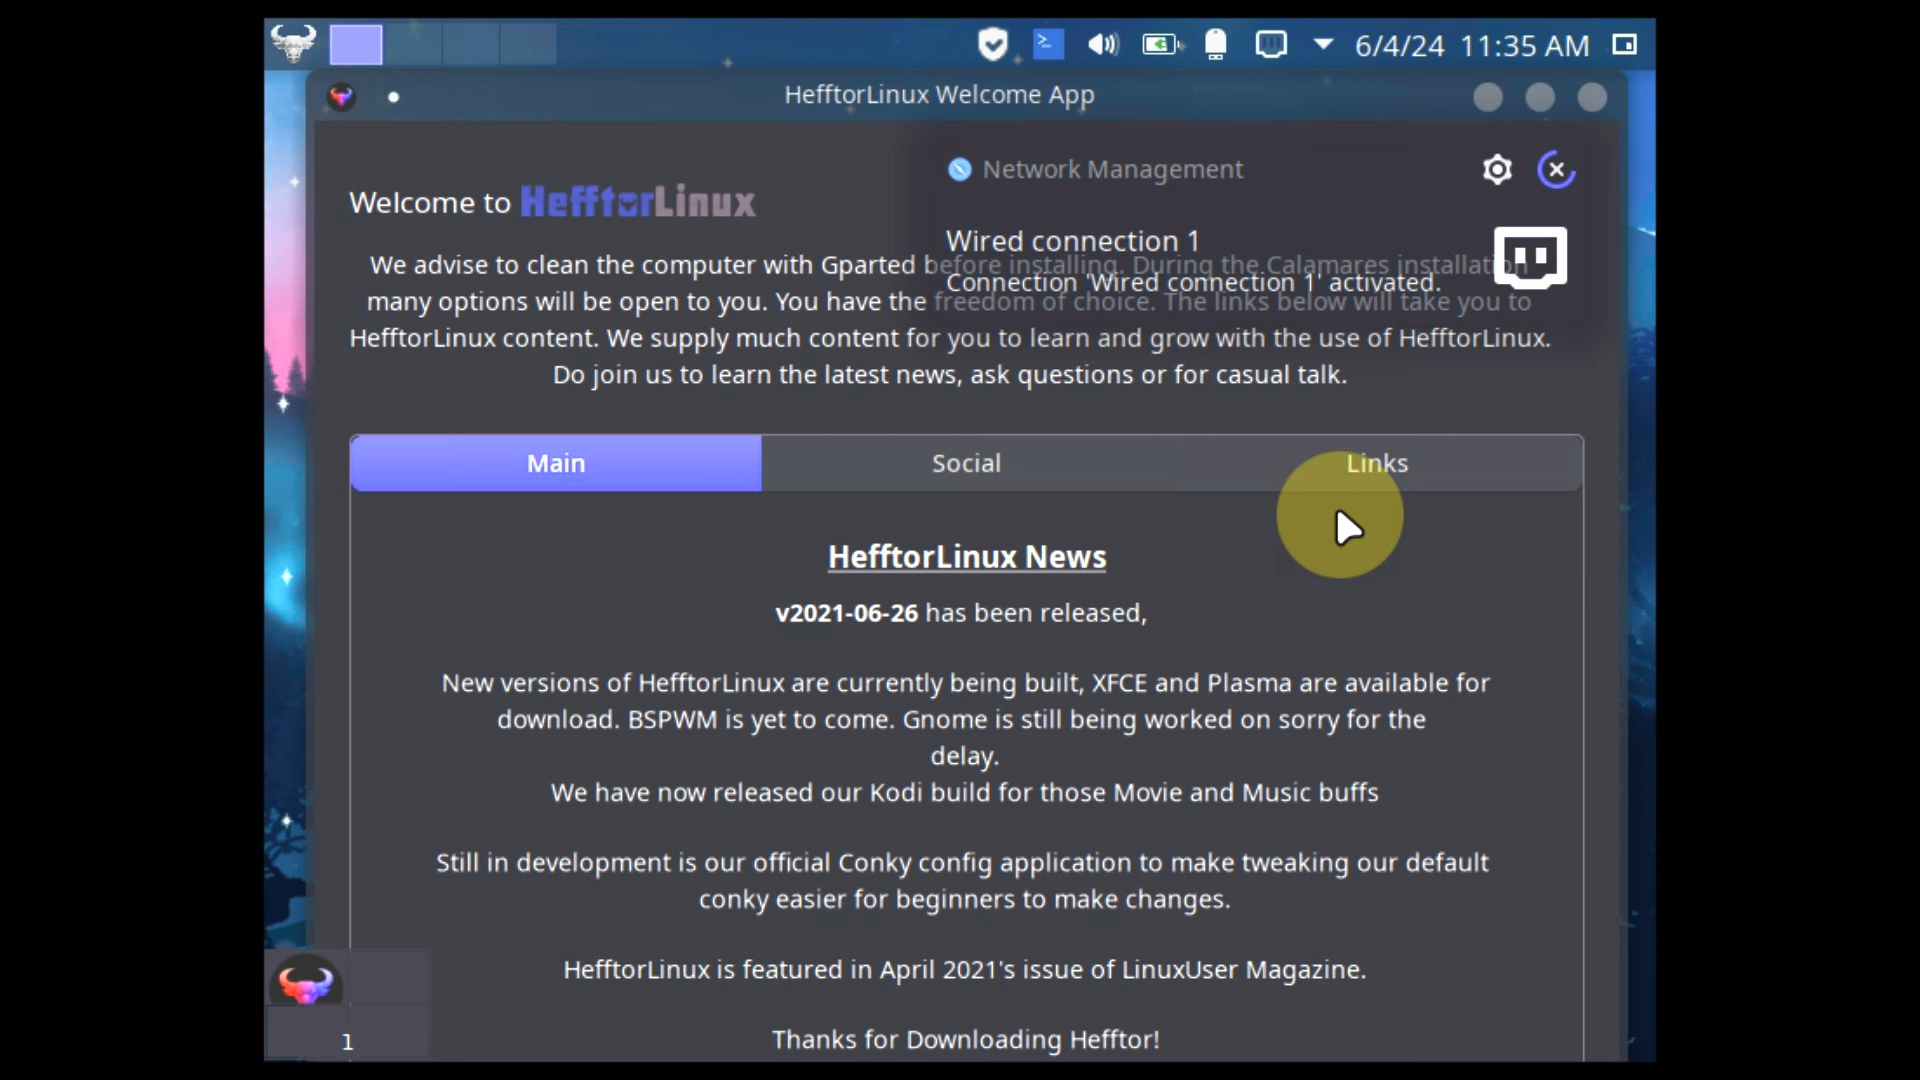 6/4/24 11:35 AM
HefftorLinux Welcome App
Network Management
Welcome to HefftorLinux
Wired connection 1
We advise to clean the computer with Gparted before installing. During the Calamares installation
Connection 'Wired connection 1' activated.
many options will be open to you. You have the freedom of choice. The links below will take you to
HefftorLinux content. We supply much content for you to learn and grow with the use of HefftorLinux.
Do join us to learn the latest news, ask questions or for casual talk.
Main Social Links
HefftorLinux News
v2021-06-26 has been released,
New versions of HefftorLinux are currently being built, XFCE and Plasma are available for
download. BSPWM is yet to come. Gnome is still being worked on sorry for the
delay.
We have now released our Kodi build for those Movie and Music buffs
Still in development is our official Conky config application to make tweaking our default
conky easier for beginners to make changes.
HefftorLinux is featured in April 2021's issue of LinuxUser Magazine.
Thanks for Downloading Hefftor!
1